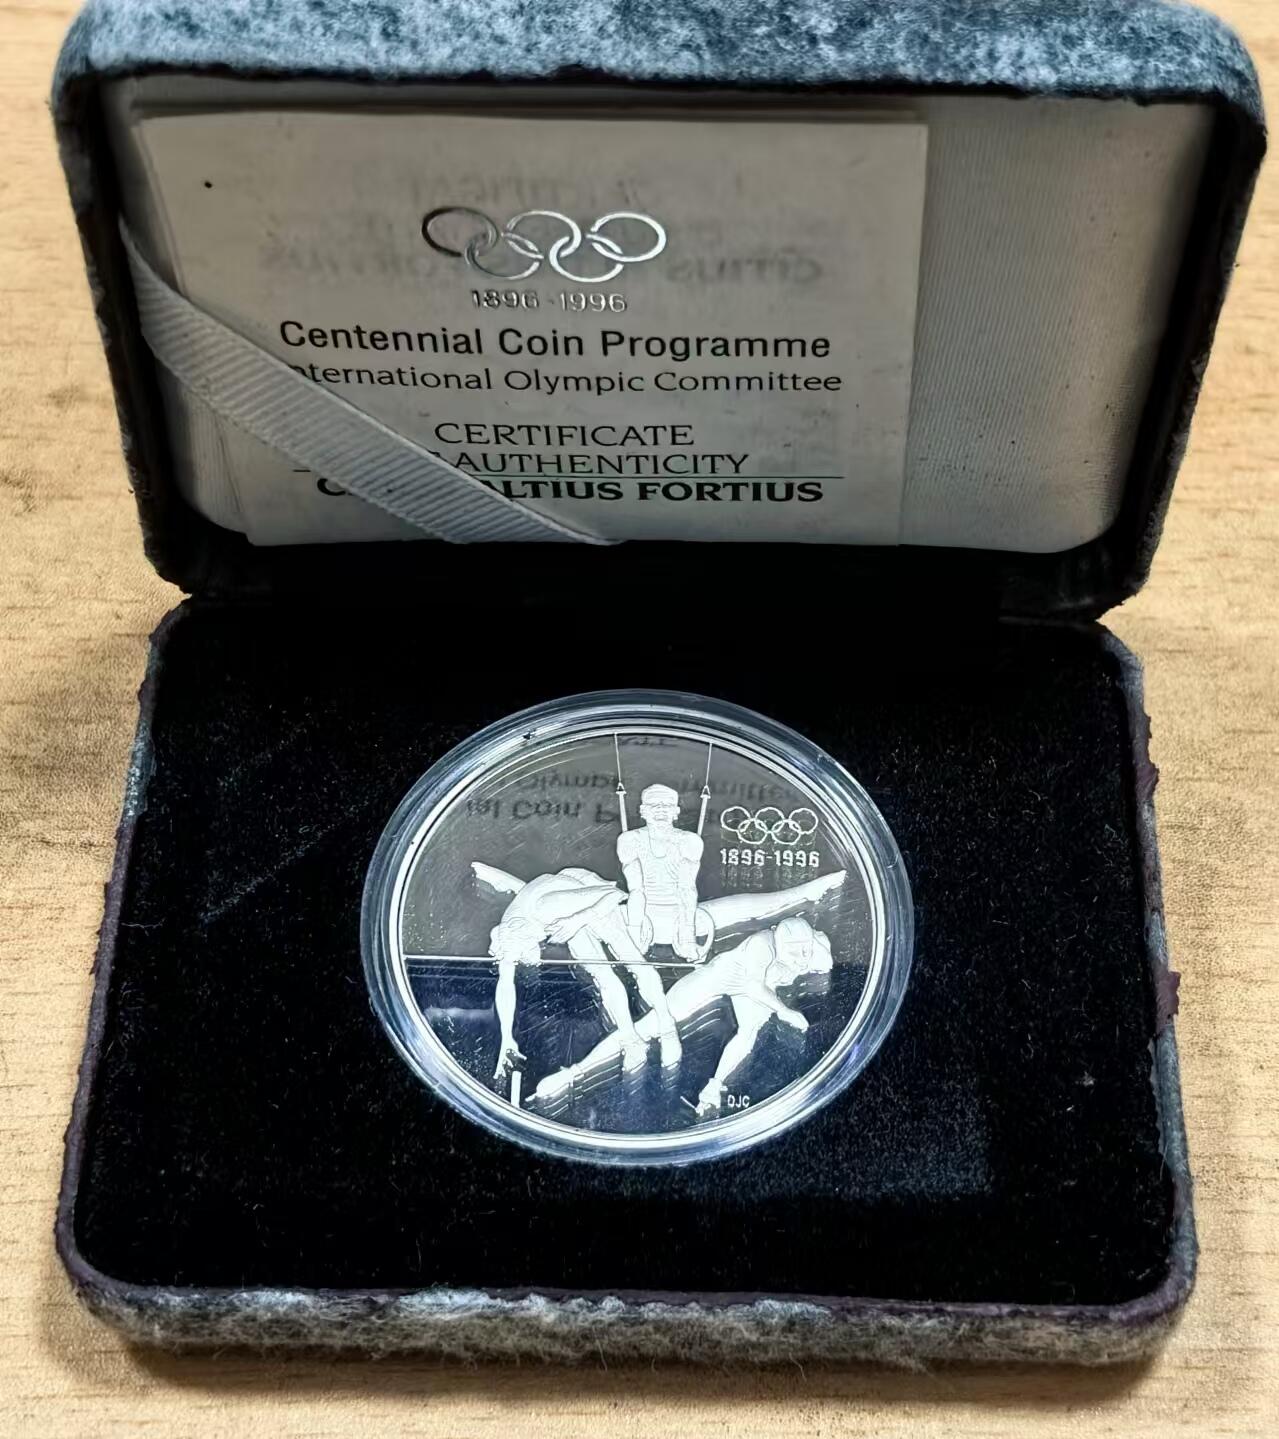 1896-1996
Centennial Coin Programme
nternational Olympic Committee
CERTIFICATE
AUTHENTICITY
ALTIUS FORTIUS
1896-1996
DJC